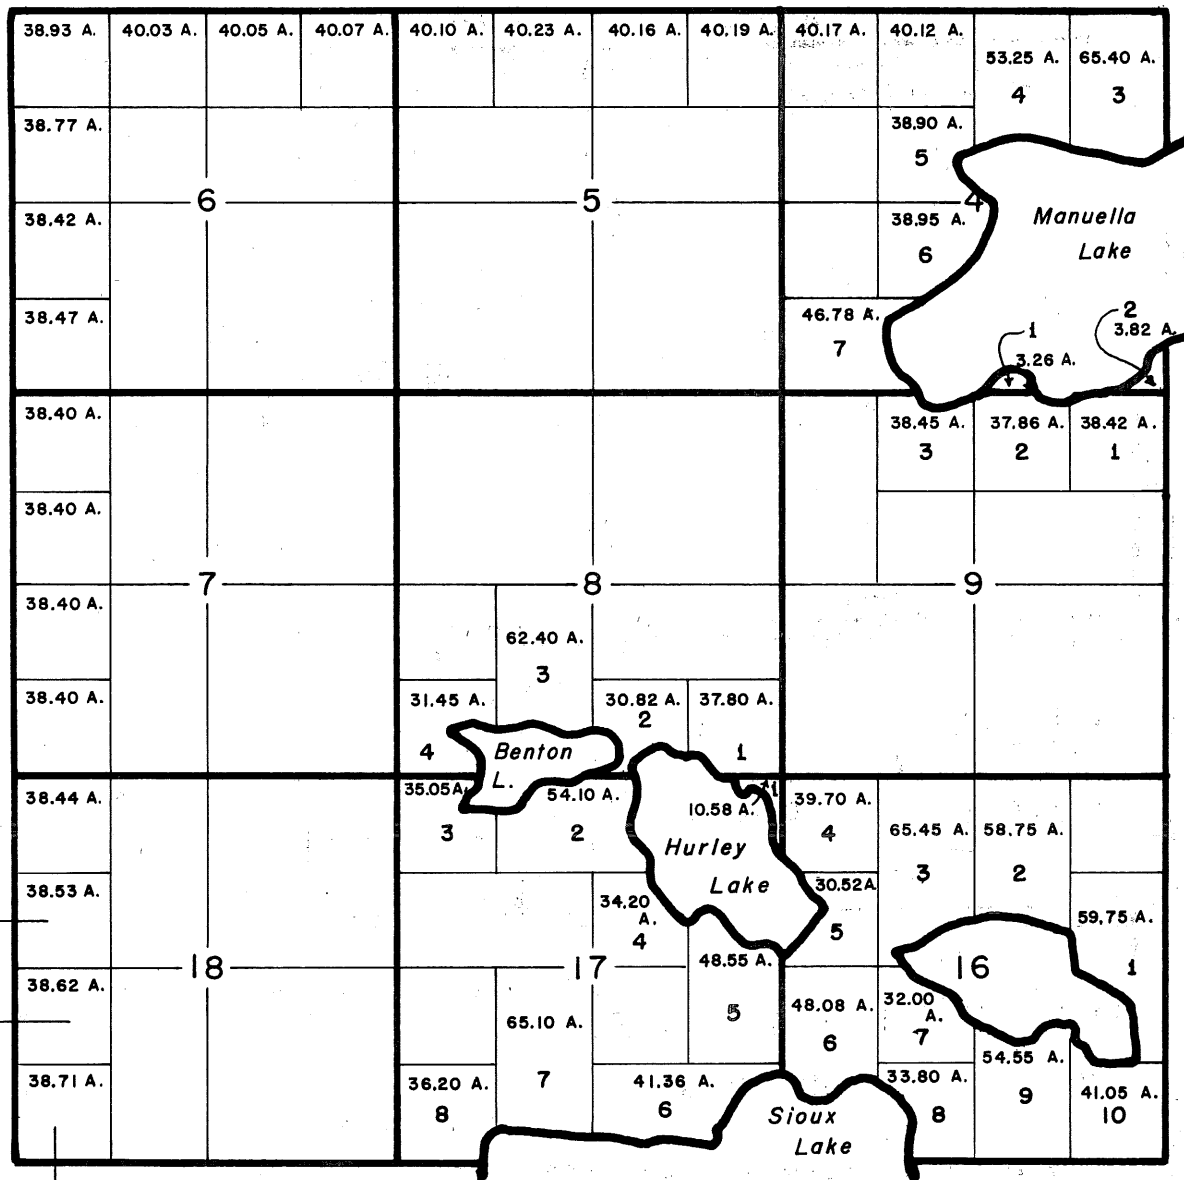 38.93 A. 40.03 A. 40.05 A. 40.07 A. 40.10 A. 40.23 A. 40.16 A. 40.19 A. 40.17 A. 40.12 A.
53.25 A. 65.40 A.
4 3
38.77 A. 38.90 A.
5
6 5 4
38.42 A. 38.95 A. Manuella
6 Lake
38.47 A. 46.78 A. 2
7 1 3.82 A.
3.26 A.
38.40 A. 38.45 A. 37.86 A. 38.42 A.
3 2 1
38.40 A.
7 8 9
38.40 A.
62.40 A.
3
38.40 A. 31.45 A. 30.82 A. 37.80 A.
2
4 Benton 1
L.
38.44 A. 35.05 A. 54.10 A. 1 39.70 A.
10.58 A.
3 2 4 65.45 A. 58.75 A.
Hurley 3 2
Lake
38.53 A. 30.52 A.
34.20 59.75 A.
A.
4 5
48.55 A.
18 17 16 1
38.62 A. 48.08 A. 32.00
A.
65.10 A. 5 6 7
54.55 A.
38.71 A. 36.20 A. 7 41.36 A. 33.80 A. 41.05 A.
8 6 8 9 10
Sioux
Lake